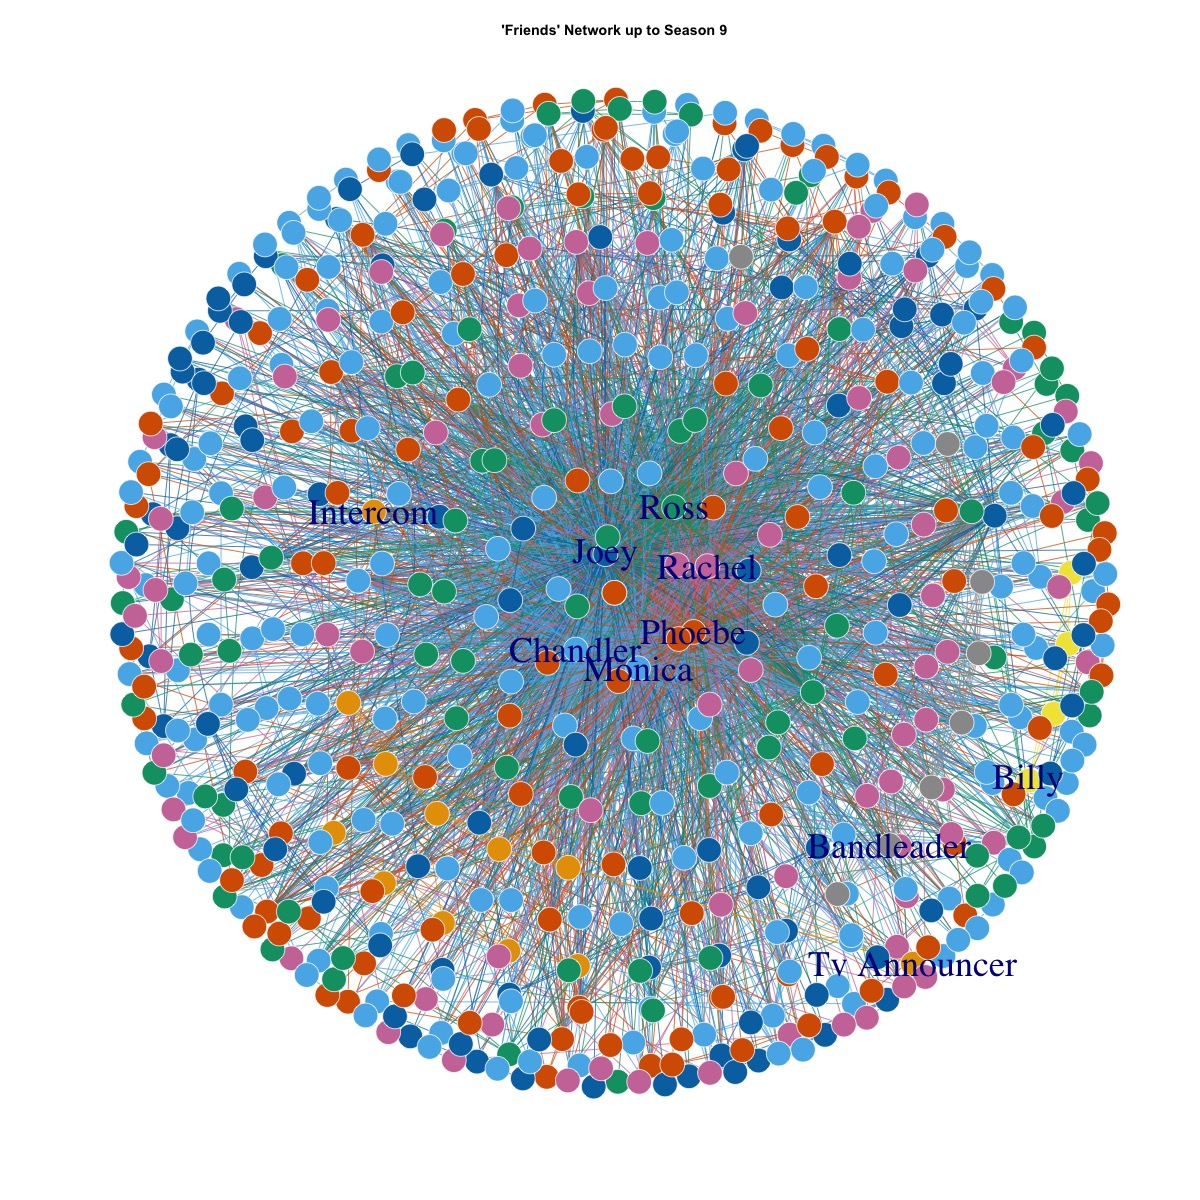 'Friends' Network up to Season 9
Intercom
Ross
Joey
Rachel
Phoebe
Chandler
Monica
Billy
Bandleader
Tv Announcer